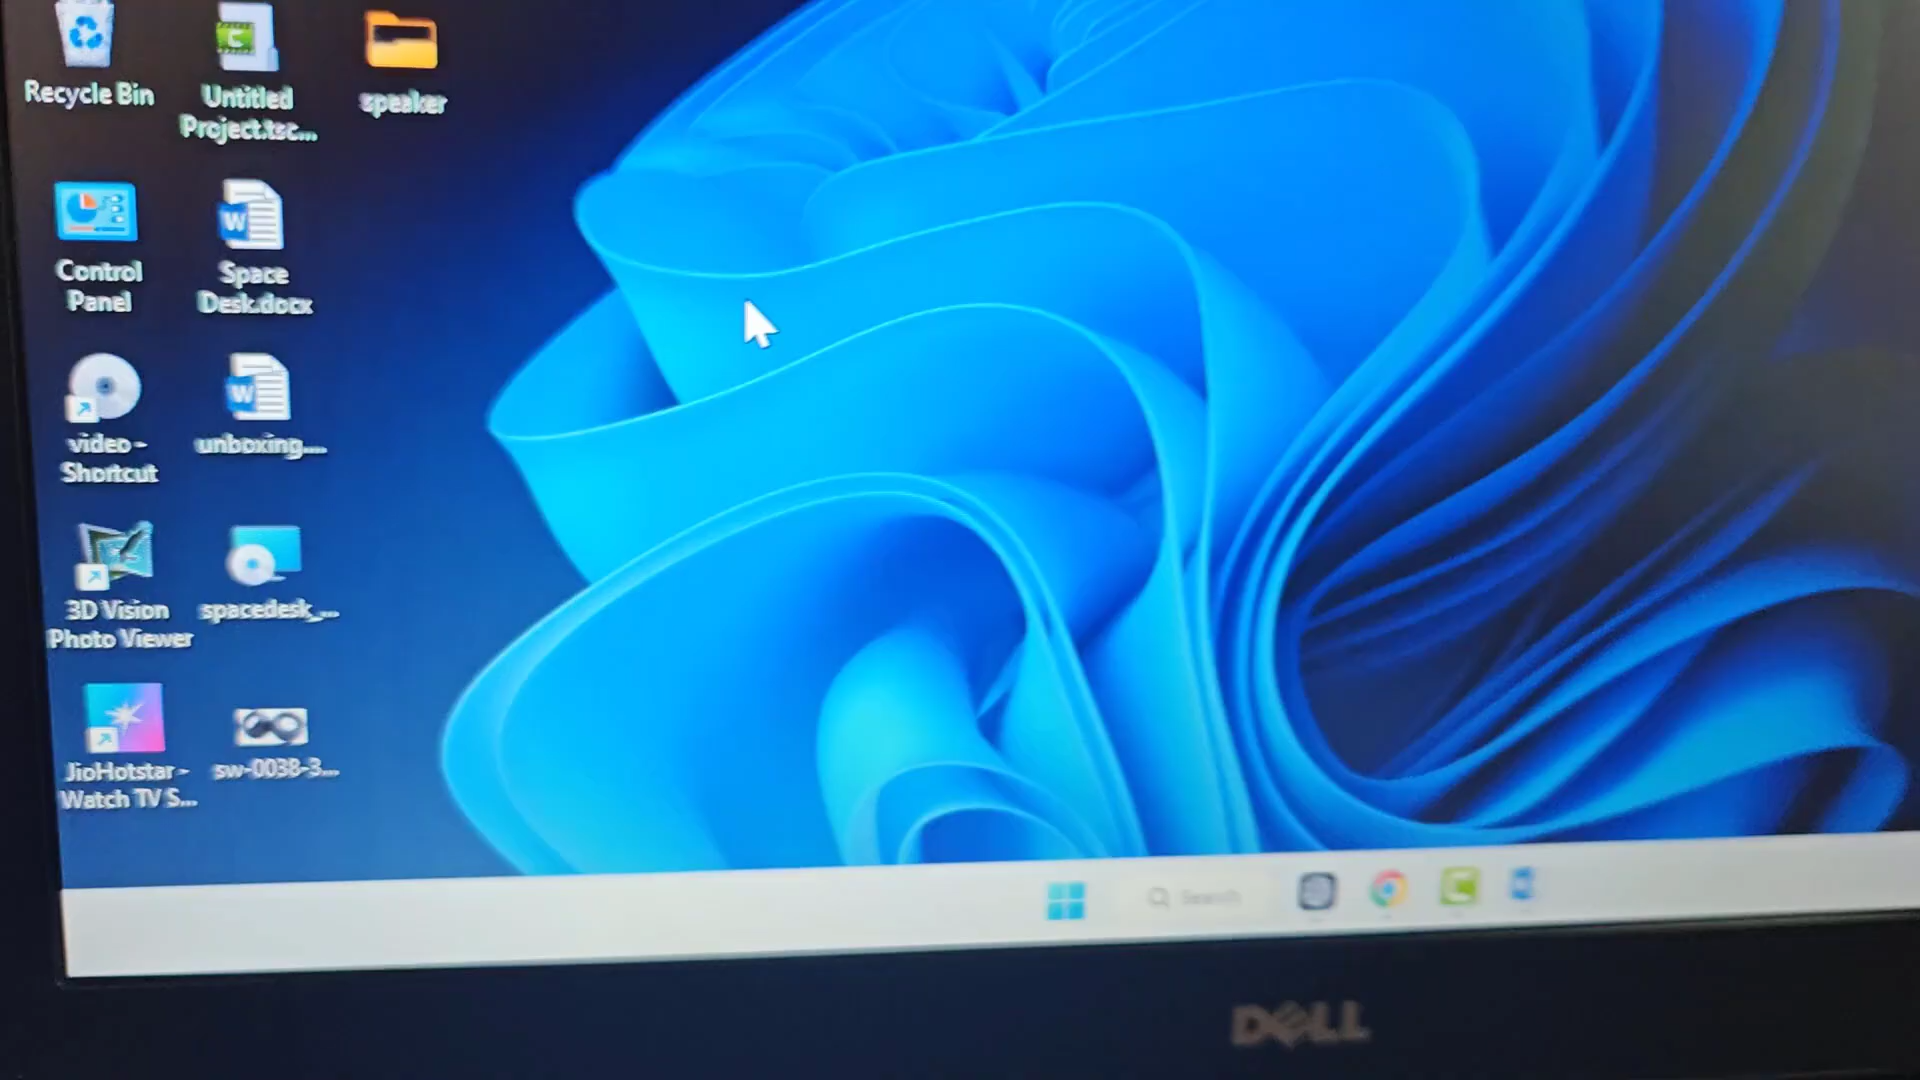 Recycle Bin
Untitled
Project.tsc...
speaker
Control
Panel
Space
Desk.docx
video -
Shortcut
unboxing....
3D Vision
Photo Viewer
spacedesk_...
JioHotstar -
Watch TV S...
sw-0038-3...
Search
DELL